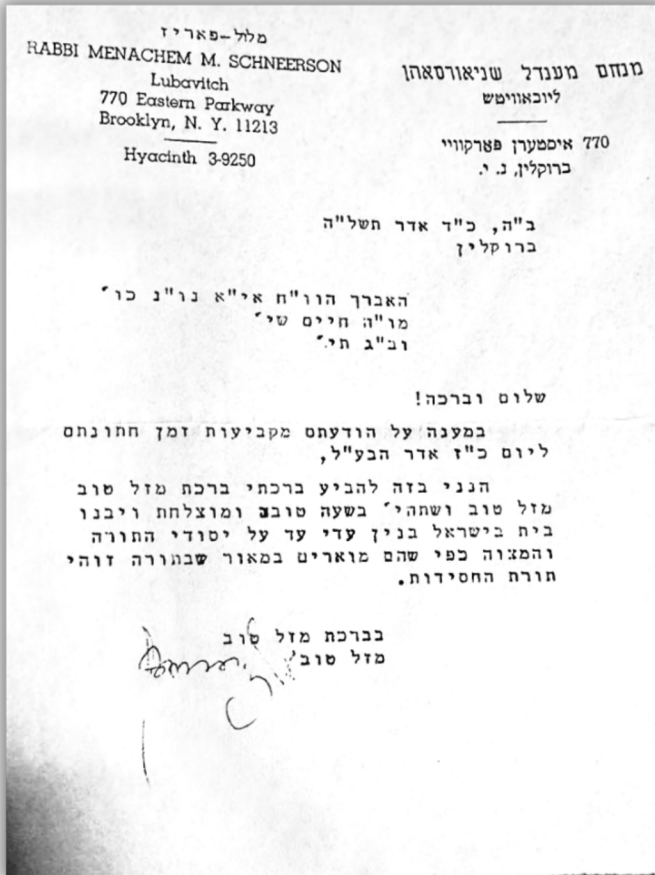 מלול-פאריז
RABBI MENACHEM M. SCHNEERSON
Lubavitch
770 Eastern Parkway
Brooklyn, N. Y. 11213
Hyacinth 3-9250
מנחם מענדל שניאורסאהן
ליובאוויטש
770 איסטערן פארקוויי
ברוקלין, נ. י.
ב"ה, כ"ד אדר תשל"ה
ברוקלין
האברך הוו"ח אי"א נו"נ כו'
מו"ה חיים שי'
וב"ג תי'
שלום וברכה!
במענה על הודעתם מקביעות זמן חתונתם
ליום כ"ז אדר הבע"ל,
הנני בזה להביע ברכתי ברכת מזל טוב
מזל טוב ושתהי' בשעה טובה ומוצלחת ויבנו
בית בישראל בנין עדי עד על יסודי התורה
והמצוה כפי שהם מוארים במאור שבתורה זוהי
תורת החסידות.
בברכת מזל טוב
מזל טוב